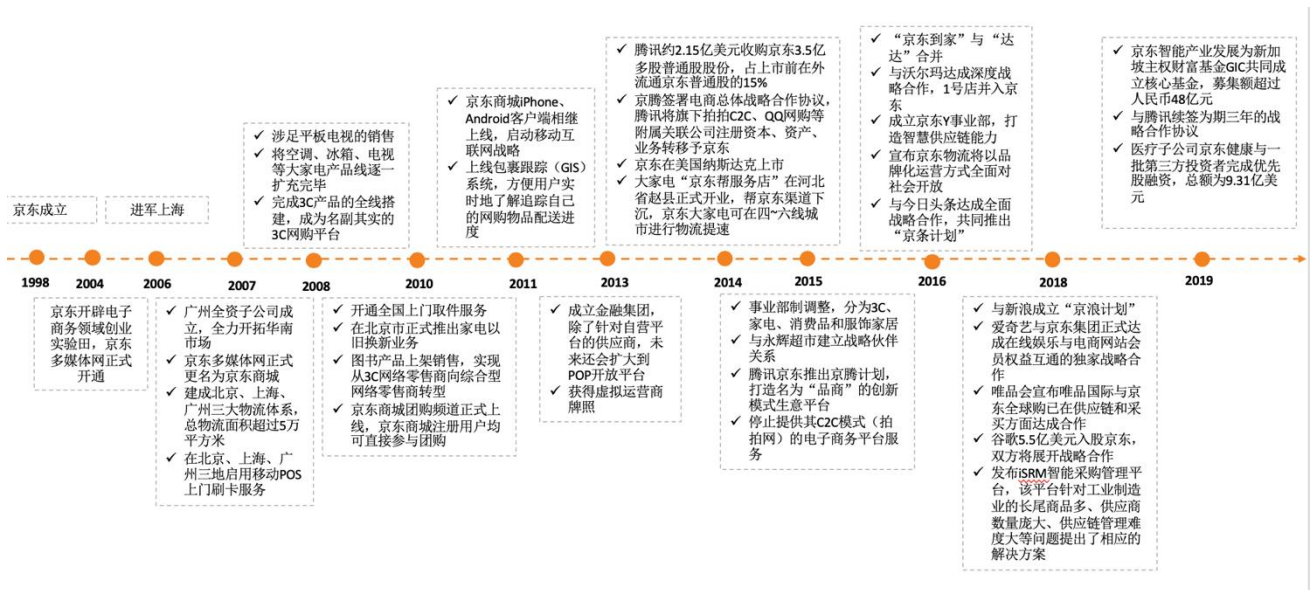 京东成立
进军上海
✓ 涉足平板电视的销售
✓ 将空调、冰箱、电视
等大家电产品线逐一
扩充完毕
✓ 完成3C产品的全线搭
建，成为名副其实的
3C网购平台
✓ 京东商城iPhone、
Android客户端相继
上线，启动移动互
联网战略
✓ 上线包裹跟踪（GIS）
系统，方便用户实
时地了解追踪自己
的网购物品配送进
度
✓ 腾讯约2.15亿美元收购京东3.5亿
多股普通股股份，占上市前在外
流通京东普通股的15%
✓ 京腾签署电商总体战略合作协议，
腾讯将旗下拍拍C2C、QQ网购等
附属关联公司注册资本、资产、
业务转移予京东
✓ 京东在美国纳斯达克上市
✓ 大家电“京东帮服务店”在河北
省赵县正式开业，帮京东渠道下
沉，京东大家电可在四~六线城
市进行物流提速
✓ “京东到家”与“达
达”合并
✓ 与沃尔玛达成深度战
略合作，1号店并入京
东
✓ 成立京东Y事业部，打
造智慧供应链能力
✓ 宣布京东物流将以品
牌化运营方式全面对
社会开放
✓ 与今日头条达成全面
战略合作，共同推出
“京条计划”
✓ 京东智能产业发展为新加
坡主权财富基金GIC共同成
立核心基金，募集额超过
人民币48亿元
✓ 与腾讯续签为期三年的战
略合作协议
✓ 医疗子公司京东健康与一
批第三方投资者完成优先
股融资，总额为9.31亿美
元
1998 2004 2006 2007 2008 2010 2011 2013 2014 2015 2016 2018 2019
京东开辟电子
商务领域创业
实验田，京东
多媒体网正式
开通
✓ 广州全资子公司成
立，全力开拓华南
市场
✓ 京东多媒体网正式
更名为京东商城
✓ 建成北京、上海、
广州三大物流体系，
总物流面积超过5万
平方米
✓ 在北京、上海、广
州三地启用移动POS
上门刷卡服务
✓ 开通全国上门取件服务
✓ 在北京市正式推出家电以
旧换新业务
✓ 图书产品上架销售，实现
从3C网络零售商向综合型
网络零售商转型
✓ 京东商城团购频道正式上
线，京东商城注册用户均
可直接参与团购
✓ 成立金融集团，
除了针对自营平
台的供应商，未
来还会扩大到
POP开放平台
✓ 获得虚拟运营商
牌照
✓ 事业部制调整，分为3C、
家电、消费品和服饰家居
✓ 与永辉超市建立战略伙伴
关系
✓ 腾讯京东推出京腾计划，
打造名为“品商”的创新
模式生意平台
✓ 停止提供其C2C模式（拍
拍网）的电子商务平台服
务
✓ 与新浪成立“京浪计划”
✓ 爱奇艺与京东集团正式达
成在线娱乐与电商网站会
员权益互通的独家战略合
作
✓ 唯品会宣布唯品国际与京
东全球购已在供应链和采
买方面达成合作
✓ 谷歌5.5亿美元入股京东，
双方将展开战略合作
✓ 发布iSRM智能采购管理平
台，该平台针对工业制造
业的长尾商品多、供应商
数量庞大、供应链管理难
度大等问题提出了相应的
解决方案